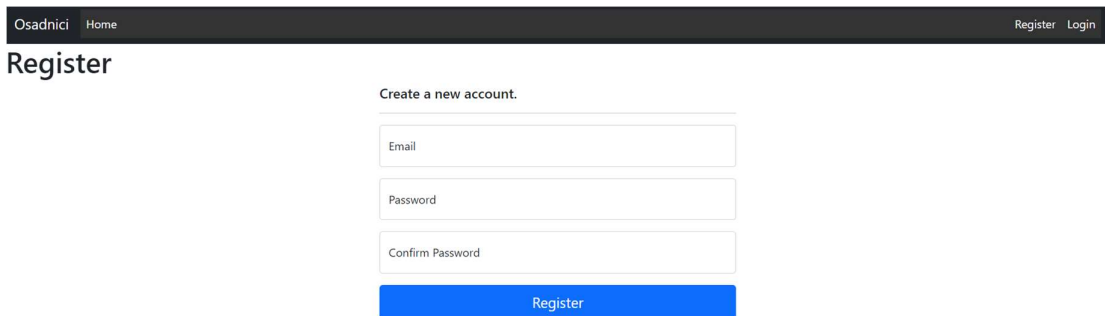 Osadnici Home Register Login
Register
Create a new account.
Email
Password
Confirm Password
Register